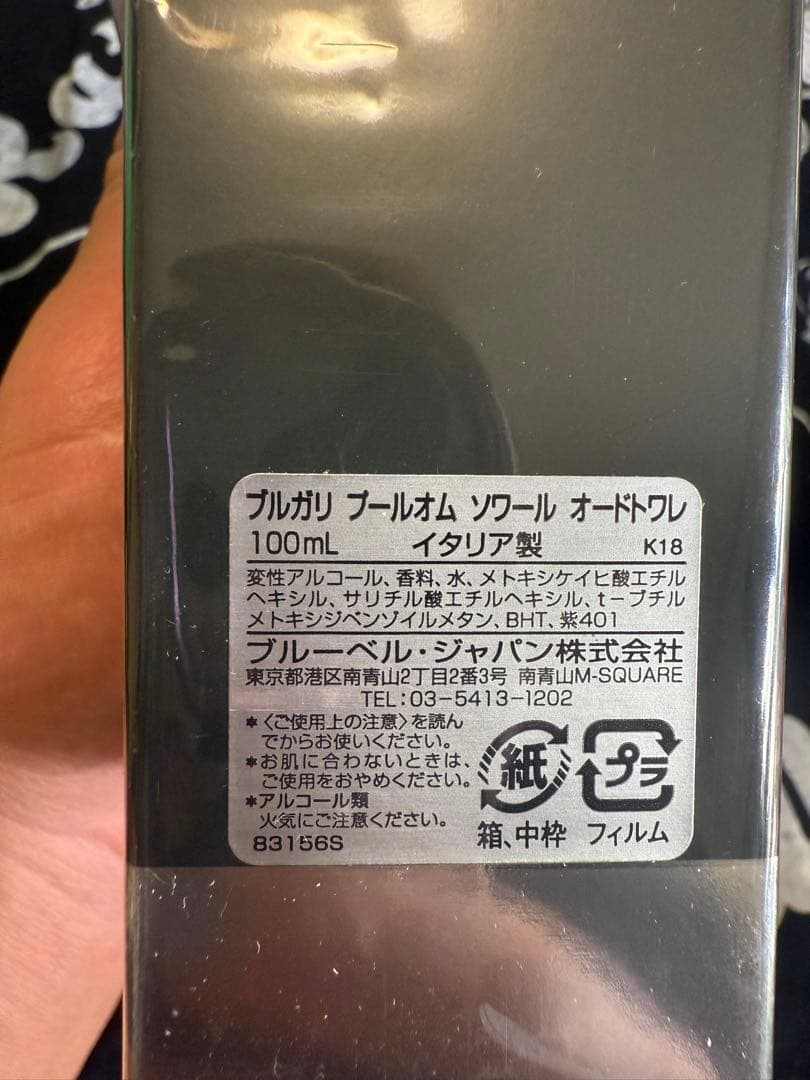 ブルガリ プールオム ソワール オードトワレ
100mL イタリア製 K18
変性アルコール、香料、水、メトキシケイヒ酸エチル
ヘキシル、サリチル酸エチルヘキシル、t-ブチル
メトキシジベンゾイルメタン、BHT、紫401
ブルーベル・ジャパン株式会社
東京都港区南青山2丁目2番3号 南青山M-SQUARE
TEL:03-5413-1202
*〈ご使用上の注意〉を読ん
でからお使いください。
*お肌に合わないときは、
ご使用をおやめください。
*アルコール類
火気にご注意ください。
83156S
紙
箱、中枠
プラ
フィルム